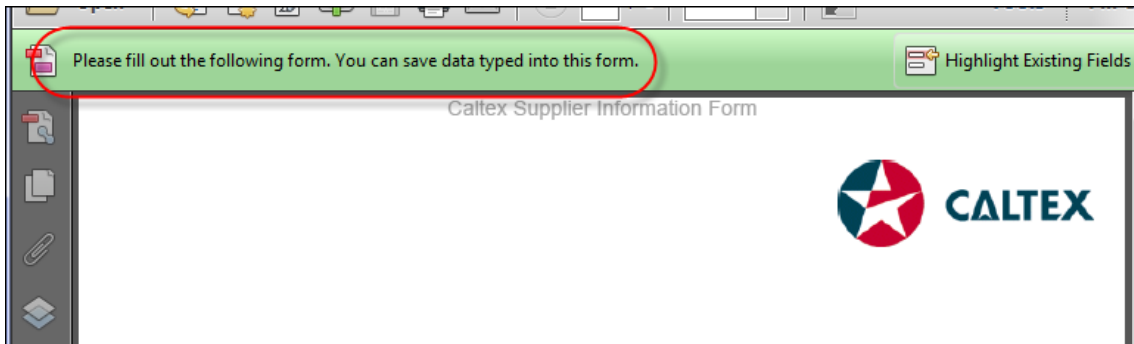 Please fill out the following form. You can save data typed into this form.
Highlight Existing Fields
Caltex Supplier Information Form
CALTEX